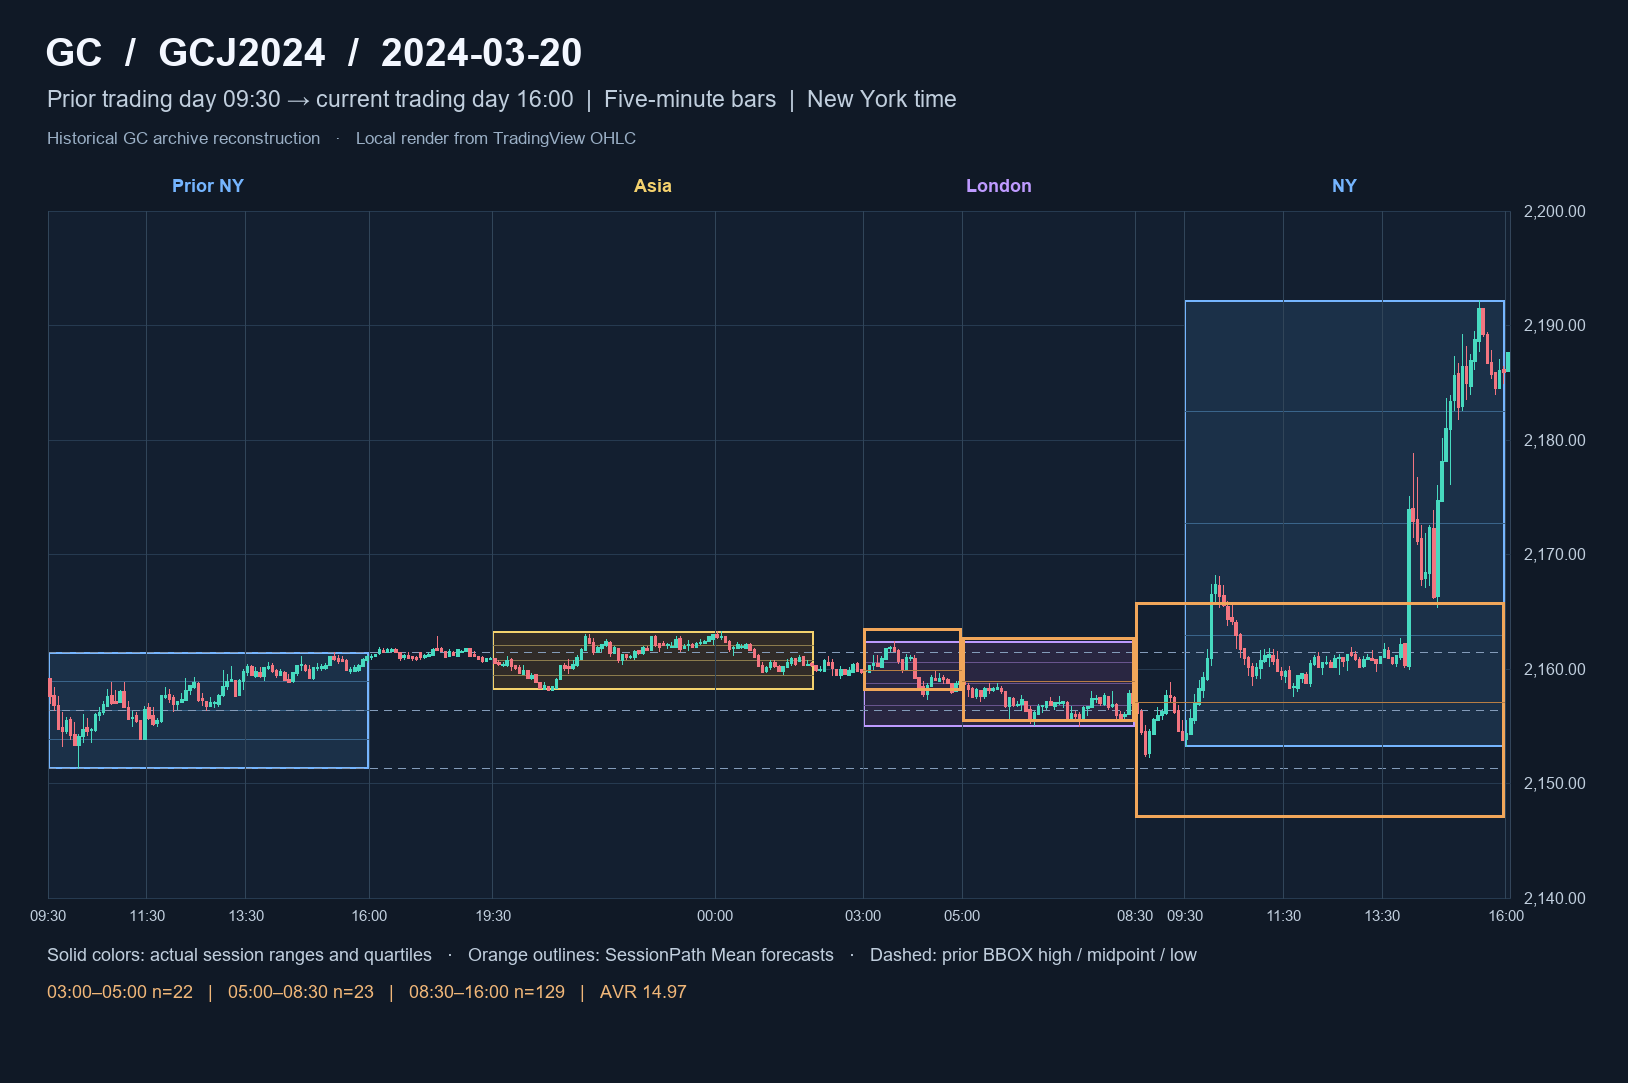 GC / GCJ2024 / 2024-03-20
Prior trading day 09:30 → current trading day 16:00 | Five-minute bars | New York time
Historical GC archive reconstruction · Local render from TradingView OHLC
Prior NY Asia London NY
2,200.00
2,190.00
2,180.00
2,170.00
2,160.00
2,150.00
2,140.00
09:30 11:30 13:30 16:00 19:30 00:00 03:00 05:00 08:30 09:30 11:30 13:30 16:00
Solid colors: actual session ranges and quartiles · Orange outlines: SessionPath Mean forecasts · Dashed: prior BBOX high / midpoint / low
03:00–05:00 n=22 | 05:00–08:30 n=23 | 08:30–16:00 n=129 | AVR 14.97